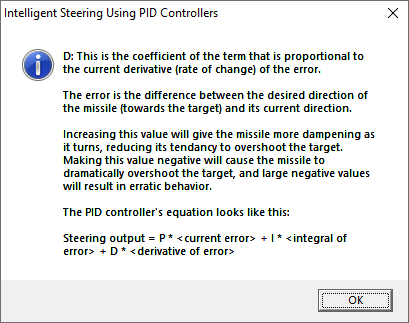 Intelligent Steering Using PID Controllers
D: This is the coefficient of the term that is proportional to
the current derivative (rate of change) of the error.
The error is the difference between the desired direction of
the missile (towards the target) and its current direction.
Increasing this value will give the missile more dampening as
it turns, reducing its tendancy to overshoot the target.
Making this value negative will cause the missile to
dramatically overshoot the target, and large negative values
will result in erratic behavior.
The PID controller's equation looks like this:
Steering output = P * <current error> + I * <integral of
error> + D * <derivative of error>
OK